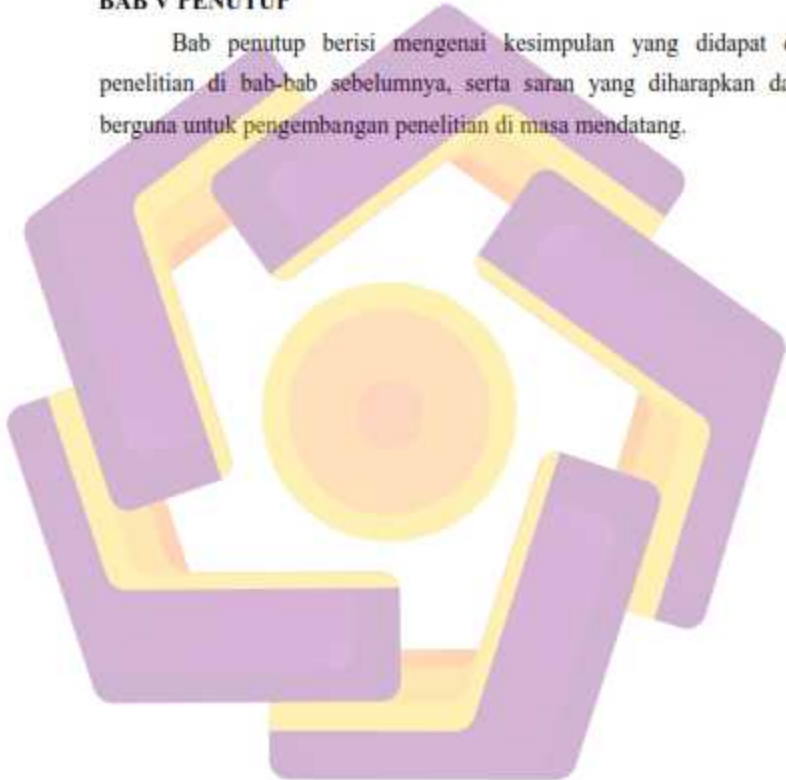 BAB V PENUTUP
Bab penutup berisi mengenai kesimpulan yang didapat
penelitian di bab-bab sebelumnya, serta saran yang diharapkan
berguna untuk pengembangan penelitian di masa mendatang.